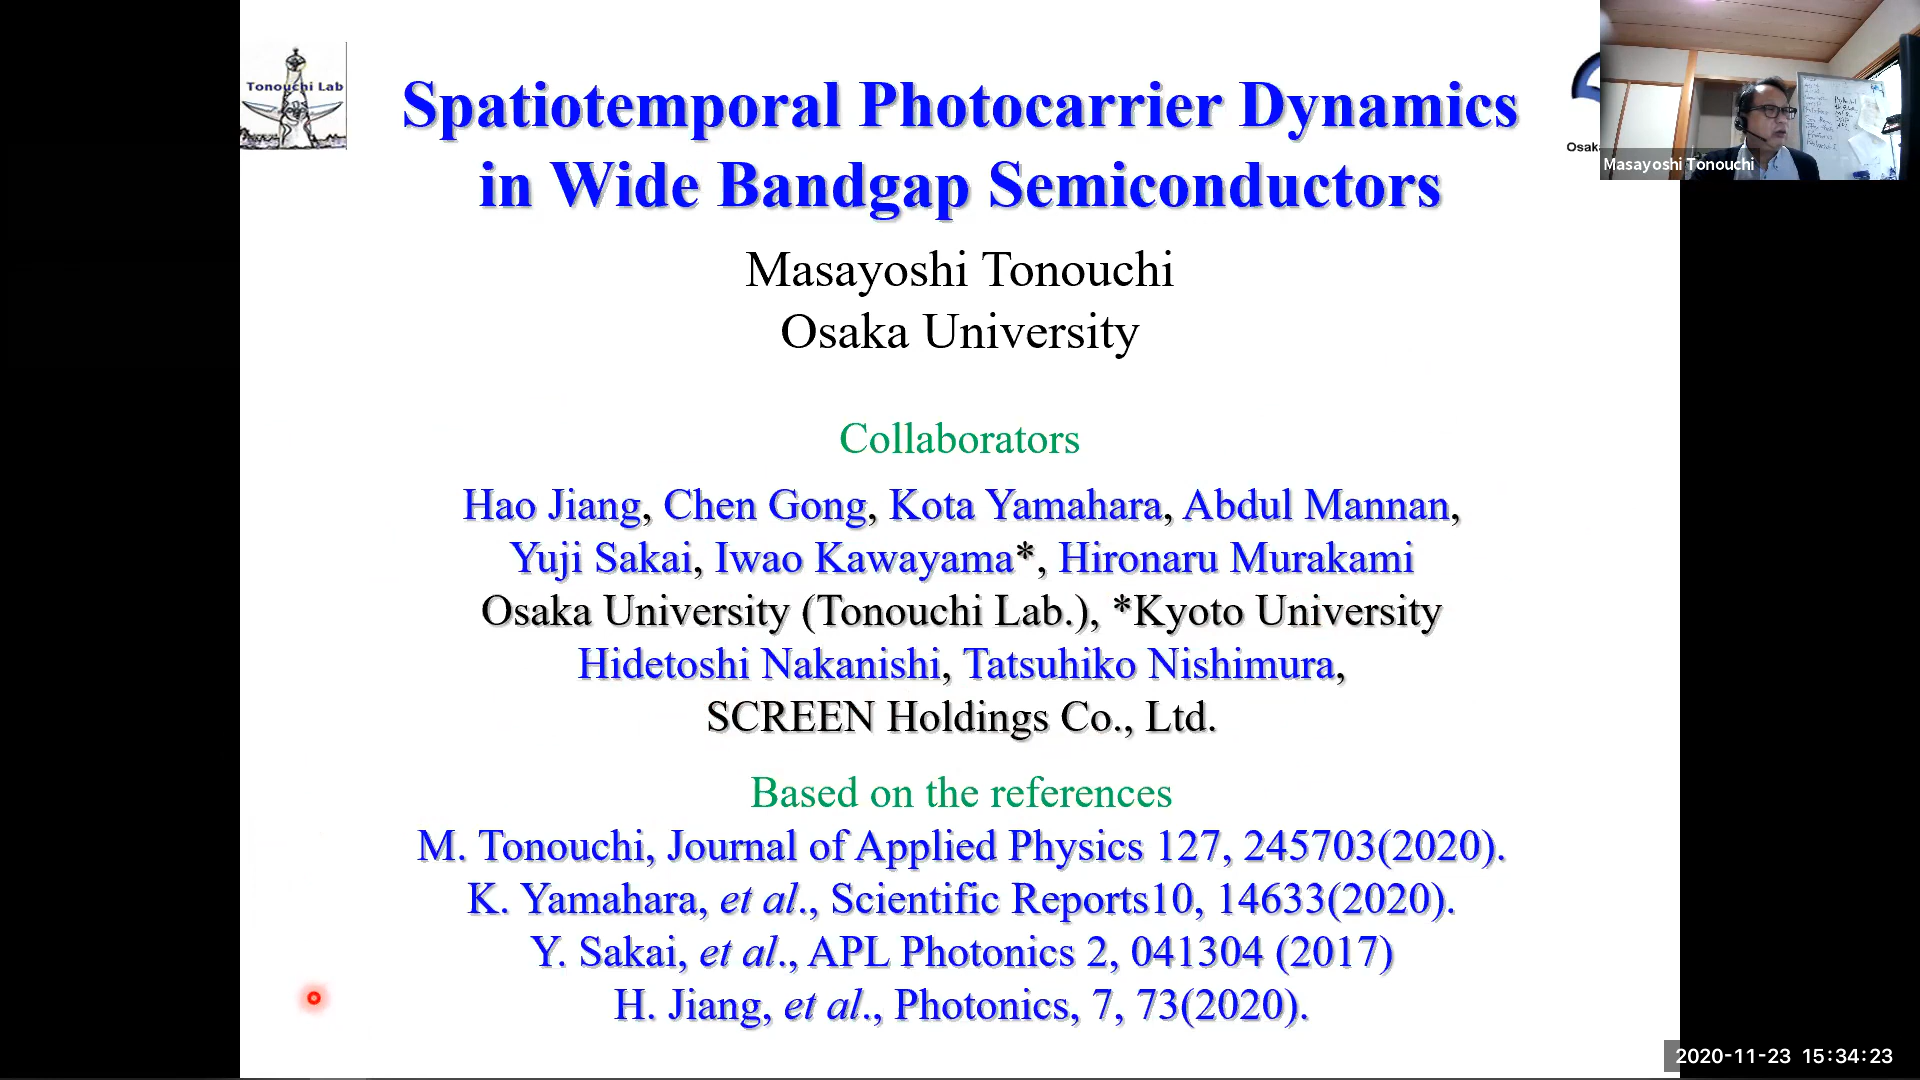 Tonouchi Lab
Spatiotemporal Photocarrier Dynamics
in Wide Bandgap Semiconductors
Osaka
Masayoshi Tonouchi
Masayoshi Tonouchi
Osaka University
Collaborators
Hao Jiang, Chen Gong, Kota Yamahara, Abdul Mannan,
Yuji Sakai, Iwao Kawayama*, Hironaru Murakami
Osaka University (Tonouchi Lab.), *Kyoto University
Hidetoshi Nakanishi, Tatsuhiko Nishimura,
SCREEN Holdings Co., Ltd.
Based on the references
M. Tonouchi, Journal of Applied Physics 127, 245703(2020).
K. Yamahara, et al., Scientific Reports10, 14633(2020).
Y. Sakai, et al., APL Photonics 2, 041304 (2017)
H. Jiang, et al., Photonics, 7, 73(2020).
2020-11-23 15:34:23